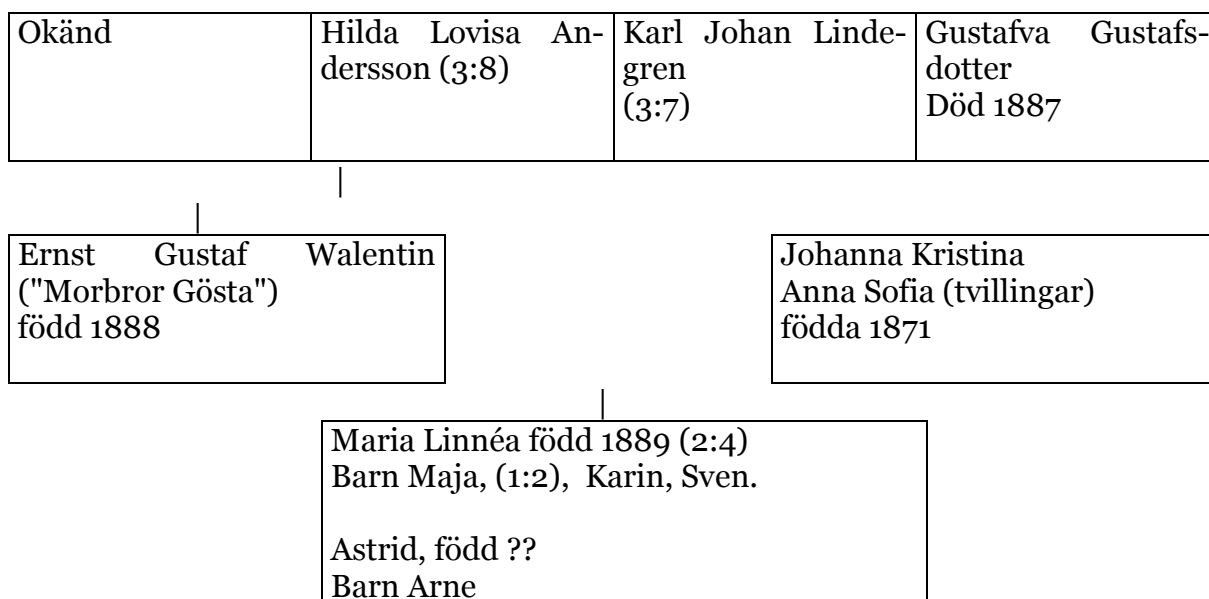 Okänd
Hilda Lovisa An-
dersson (3:8)
Karl Johan Linde-
gren
(3:7)
Gustafva Gustafs-
dotter
Död 1887
Ernst Gustaf Walentin
("Morbror Gösta")
född 1888
Johanna Kristina
Anna Sofia (tvillingar)
födda 1871
Maria Linnéa född 1889 (2:4)
Barn Maja, (1:2), Karin, Sven.
Astrid, född ??
Barn Arne